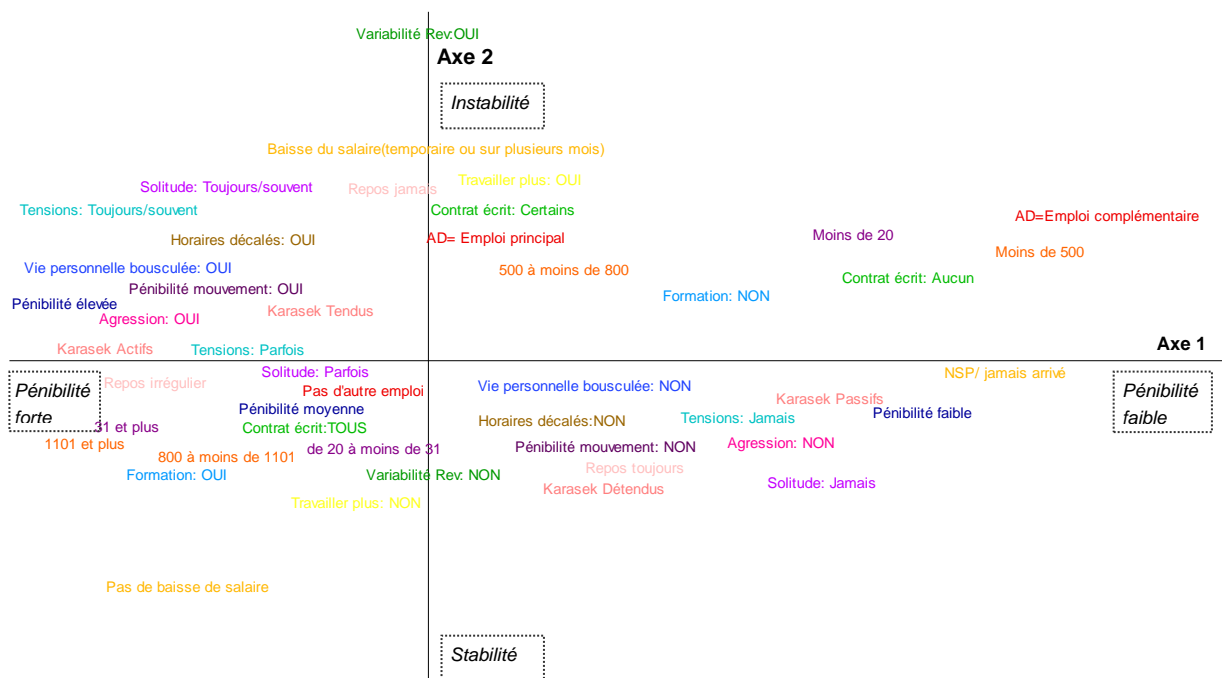 Variabilité Rev:OUI
Axe 2
Instabilité
Baisse du salaire(temporaire ou sur plusieurs mois)
Solitude: Toujours/souvent
Repos jamais
Travailler plus: OUI
Tensions: Toujours/souvent
Contrat écrit: Certains
AD=Emploi complémentaire
Horaires décalés: OUI
AD= Emploi principal
Moins de 20
Moins de 500
Vie personnelle bousculée: OUI
500 à moins de 800
Contrat écrit: Aucun
Pénibilité mouvement: OUI
Formation: NON
Pénibilité élevée
Agression: OUI
Karasek Tendus
Karasek Actifs
Tensions: Parfois
Axe 1
Solitude: Parfois
NSP/ jamais arrivé
Pénibilité
forte
Repos irrégulier
Pas d'autre emploi
Vie personnelle bousculée: NON
Karasek Passifs
Pénibilité
faible
Pénibilité moyenne
Pénibilité faible
31 et plus
Contrat écrit:TOUS
Horaires décalés:NON
Tensions: Jamais
1101 et plus
800 à moins de 1101
de 20 à moins de 31
Pénibilité mouvement: NON
Agression: NON
Formation: OUI
Variabilité Rev: NON
Repos toujours
Karasek Détendus
Solitude: Jamais
Travailler plus: NON
Pas de baisse de salaire
Stabilité